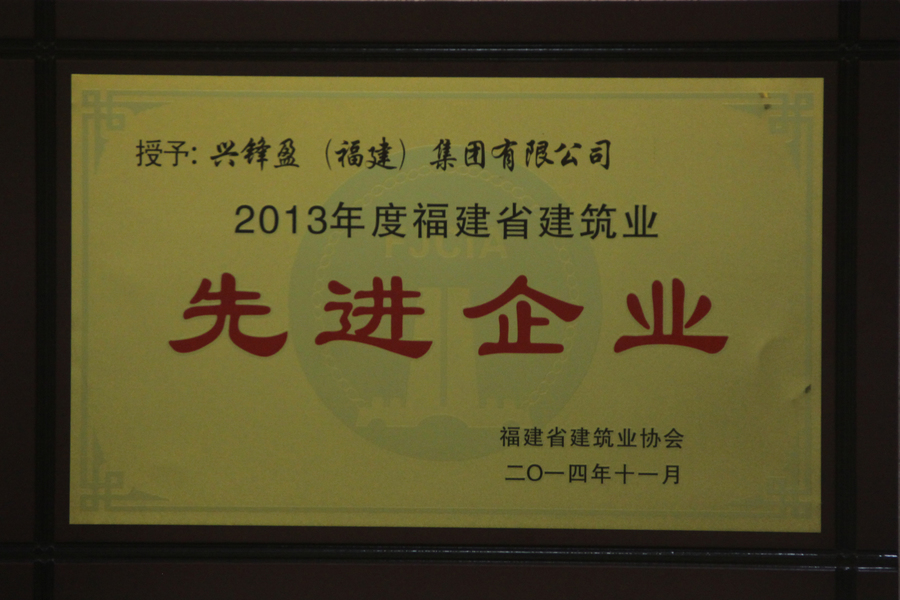 授予：兴锋盈（福建）集团有限公司
2013年度福建省建筑业
FJCIA
先进企业
福建省建筑业协会
二〇一四年十一月